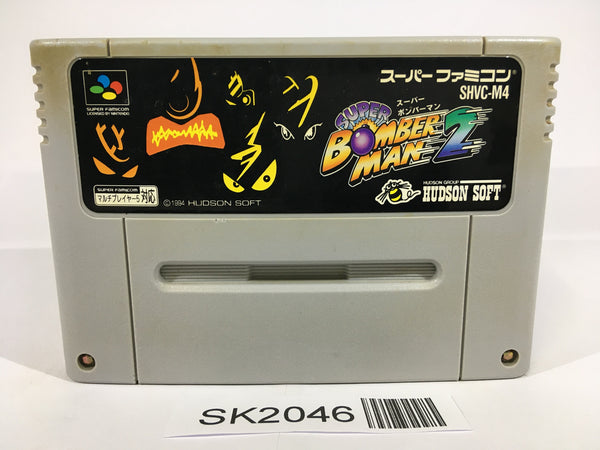 スーパーファミコン®
SHVC-M4
SUPER FAMICOM
LICENSED BY NINTENDO
スーパー
ボンバーマン
SUPER
BOMBER
MAN 2
SUPER FAMICOM
マルチプレイヤー5 対応
©1994 HUDSON SOFT
HUDSON GROUP
HUDSON SOFT®
SK2046